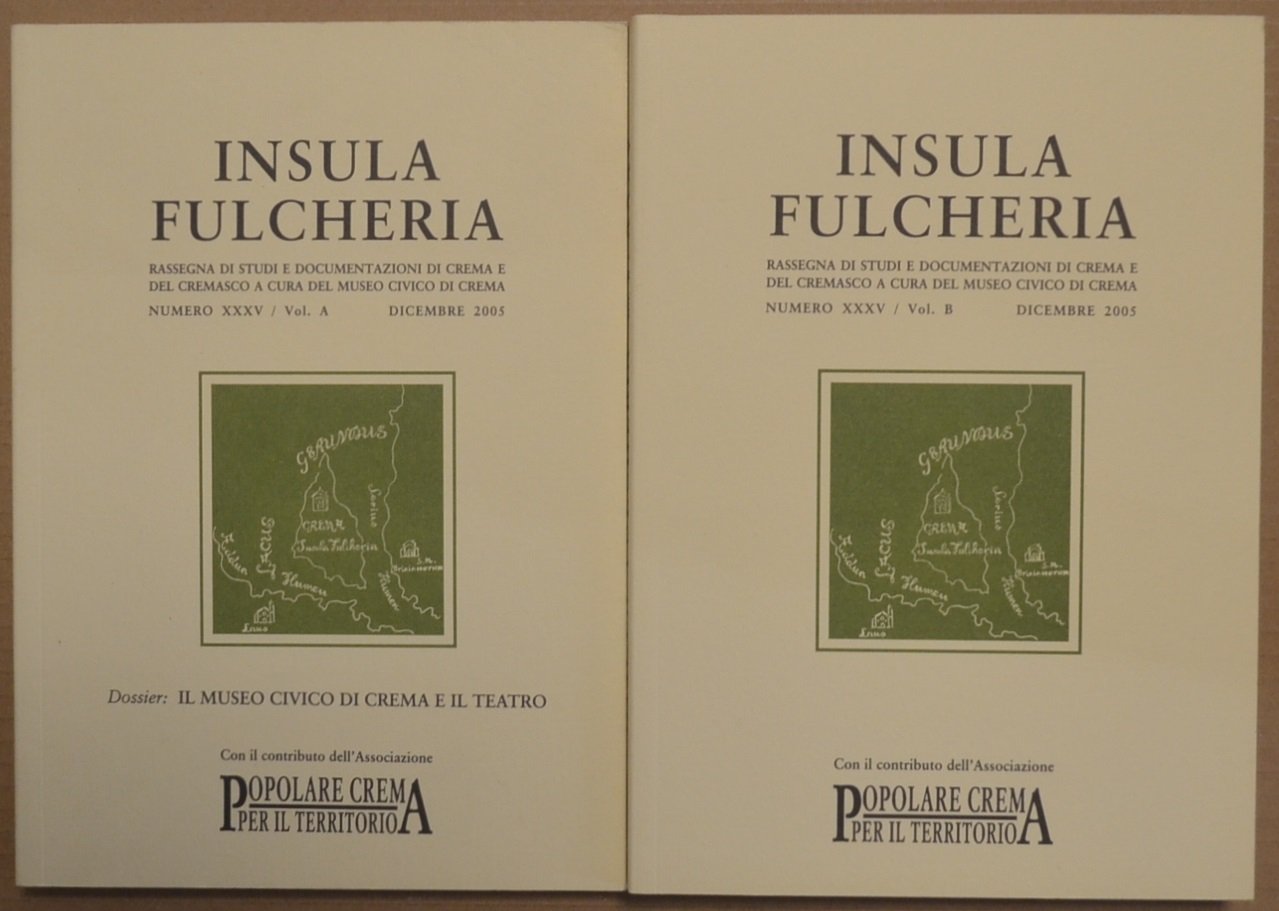 INSULA
FULCHERIA
RASSEGNA DI STUDI E DOCUMENTAZIONI DI CREMA E
DEL CREMASCO A CURA DEL MUSEO CIVICO DI CREMA
NUMERO XXXV / Vol. A DICEMBRE 2005
GERUNDUS
CREMA
Insula Fulcheria
Serius
LACUS
Flumen
Flumen
Dossier: IL MUSEO CIVICO DI CREMA E IL TEATRO
Con il contributo dell'Associazione
POPOLARE CREMA
PER IL TERRITORIO
INSULA
FULCHERIA
RASSEGNA DI STUDI E DOCUMENTAZIONI DI CREMA E
DEL CREMASCO A CURA DEL MUSEO CIVICO DI CREMA
NUMERO XXXV / Vol. B DICEMBRE 2005
GERUNDUS
CREMA
Insula Fulcheria
Serius
LACUS
Flumen
Flumen
Con il contributo dell'Associazione
POPOLARE CREMA
PER IL TERRITORIO